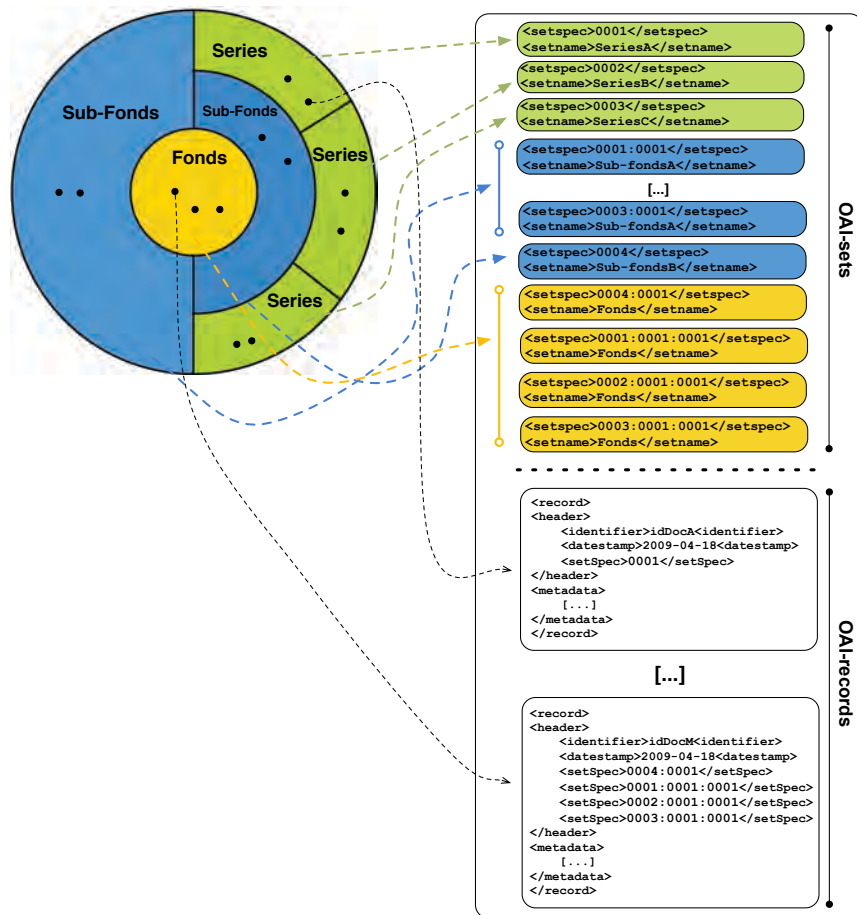 Series
Sub-Fonds
Sub-Fonds
Fonds
Series
Series
<setspec>0001</setspec>
<setname>SeriesA</setname>
<setspec>0002</setspec>
<setname>SeriesB</setname>
<setspec>0003</setspec>
<setname>SeriesC</setname>
<setspec>0001:0001</setspec>
<setname>Sub-fondsA</setname>
[...]
<setspec>0003:0001</setspec>
<setname>Sub-fondsA</setname>
<setspec>0004</setspec>
<setname>Sub-fondsB</setname>
<setspec>0004:0001</setspec>
<setname>Fonds</setname>
<setspec>0001:0001:0001</setspec>
<setname>Fonds</setname>
<setspec>0002:0001:0001</setspec>
<setname>Fonds</setname>
<setspec>0003:0001:0001</setspec>
<setname>Fonds</setname>
OAI-sets
<record>
<header>
<identifier>idDocA<identifier>
<datestamp>2009-04-18<datestamp>
<setSpec>0001</setSpec>
</header>
<metadata>
[...]
</metadata>
</record>
[...]
<record>
<header>
<identifier>idDocM<identifier>
<datestamp>2009-04-18<datestamp>
<setSpec>0004:0001</setSpec>
<setSpec>0001:0001:0001</setSpec>
<setSpec>0002:0001:0001</setSpec>
<setSpec>0003:0001:0001</setSpec>
</header>
<metadata>
[...]
</metadata>
</record>
OAI-records